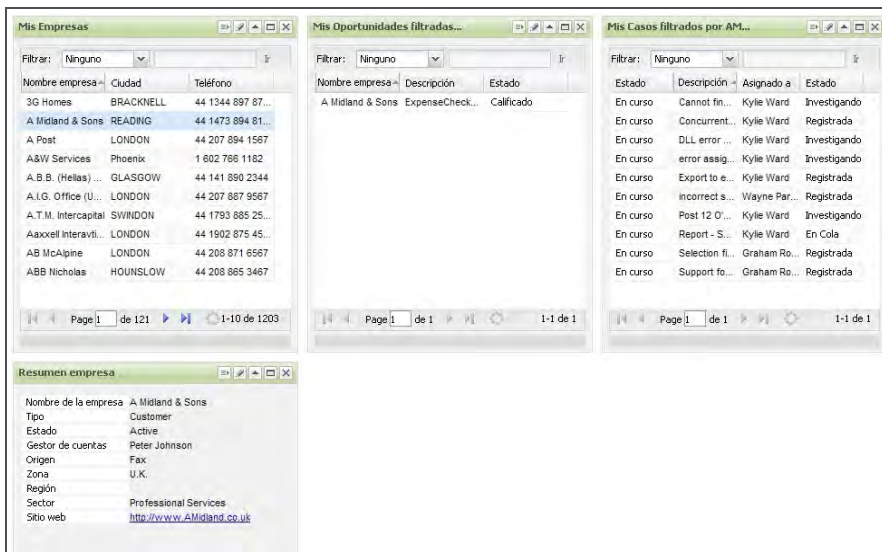 Mis Empresas
Filtrar: Ninguno Ir
Nombre empresa Ciudad Teléfono
3G Homes BRACKNELL 44 1344 897 87...
A Midland & Sons READING 44 1473 894 81...
A Post LONDON 44 207 894 1567
A&W Services Phoenix 1 602 766 1182
A.B.B. (Hellas) ... GLASGOW 44 141 890 2344
A.I.G. Office (U... LONDON 44 207 887 9567
A.T.M. Intercapital SWINDON 44 1793 885 25...
Aaxxell Interavti... LONDON 44 1902 875 45...
AB McAlpine LONDON 44 208 871 6567
ABB Nicholas HOUNSLOW 44 208 865 3467
Page 1 de 121 1-10 de 1203
Mis Oportunidades filtradas...
Filtrar: Ninguno Ir
Nombre empresa Descripción Estado
A Midland & Sons ExpenseCheck... Calificado
Page 1 de 1 1-1 de 1
Mis Casos filtrados por AM...
Filtrar: Ninguno Ir
Estado Descripción Asignado a Estado
En curso Cannot fin... Kylie Ward Investigando
En curso Concurrent... Kylie Ward Registrada
En curso DLL error ... Kylie Ward Investigando
En curso error assig... Kylie Ward Investigando
En curso Export to e... Kylie Ward Registrada
En curso incorrect s... Wayne Par... Registrada
En curso Post 12 O'... Kylie Ward Investigando
En curso Report - S... Kylie Ward En Cola
En curso Selection fi... Graham Ro... Registrada
En curso Support fo... Graham Ro... Registrada
Page 1 de 1 1-1 de 1
Resumen empresa
Nombre de la empresa A Midland & Sons
Tipo Customer
Estado Active
Gestor de cuentas Peter Johnson
Origen Fax
Zona U.K.
Región
Sector Professional Services
Sitio web http://www.AMidland.co.uk